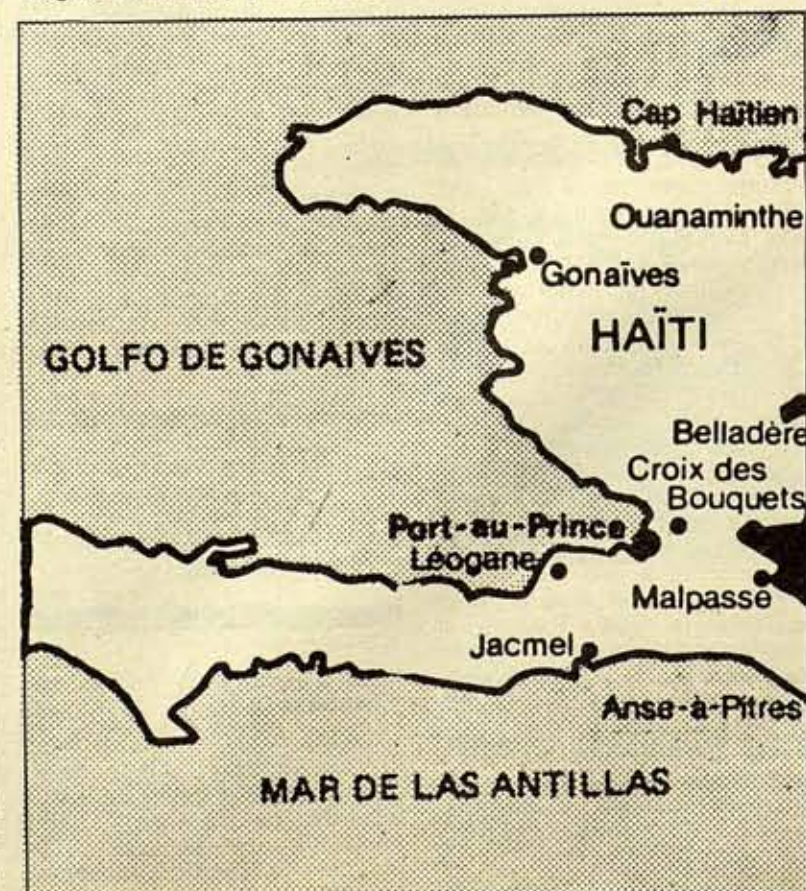 Cap Haïtien
Ouanaminthe
Gonaïves
HAÏTI
GOLFO DE GONAIVES
Belladère
Croix des
Bouquets
Port-au-Prince
Léogane
Malpasse
Jacmel
Anse-à-Pitres
MAR DE LAS ANTILLAS